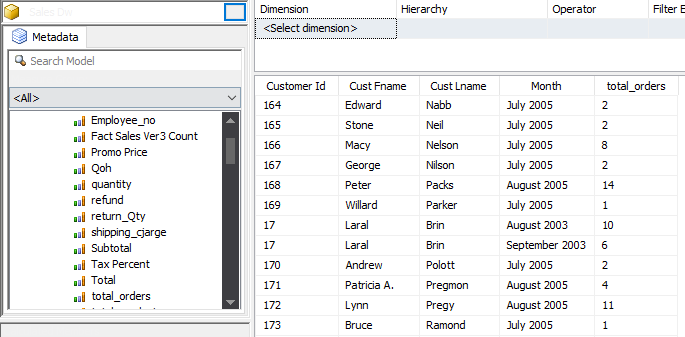 Sales Dw
Metadata
Search Model
<All>
Employee_no
Fact Sales Ver3 Count
Promo Price
Qoh
quantity
refund
return_Qty
shipping_cjarge
Subtotal
Tax Percent
Total
total_orders
Dimension Hierarchy Operator Filter E
<Select dimension>
Customer Id Cust Fname Cust Lname Month total_orders
164 Edward Nabb July 2005 2
165 Stone Neil July 2005 2
166 Macy Nelson July 2005 8
167 George Nilson July 2005 2
168 Peter Packs August 2005 14
169 Willard Parker July 2005 1
17 Laral Brin August 2003 10
17 Laral Brin September 2003 6
170 Andrew Polott July 2005 2
171 Patricia A. Pregmon August 2005 4
172 Lynn Pregy August 2005 11
173 Bruce Ramond July 2005 1